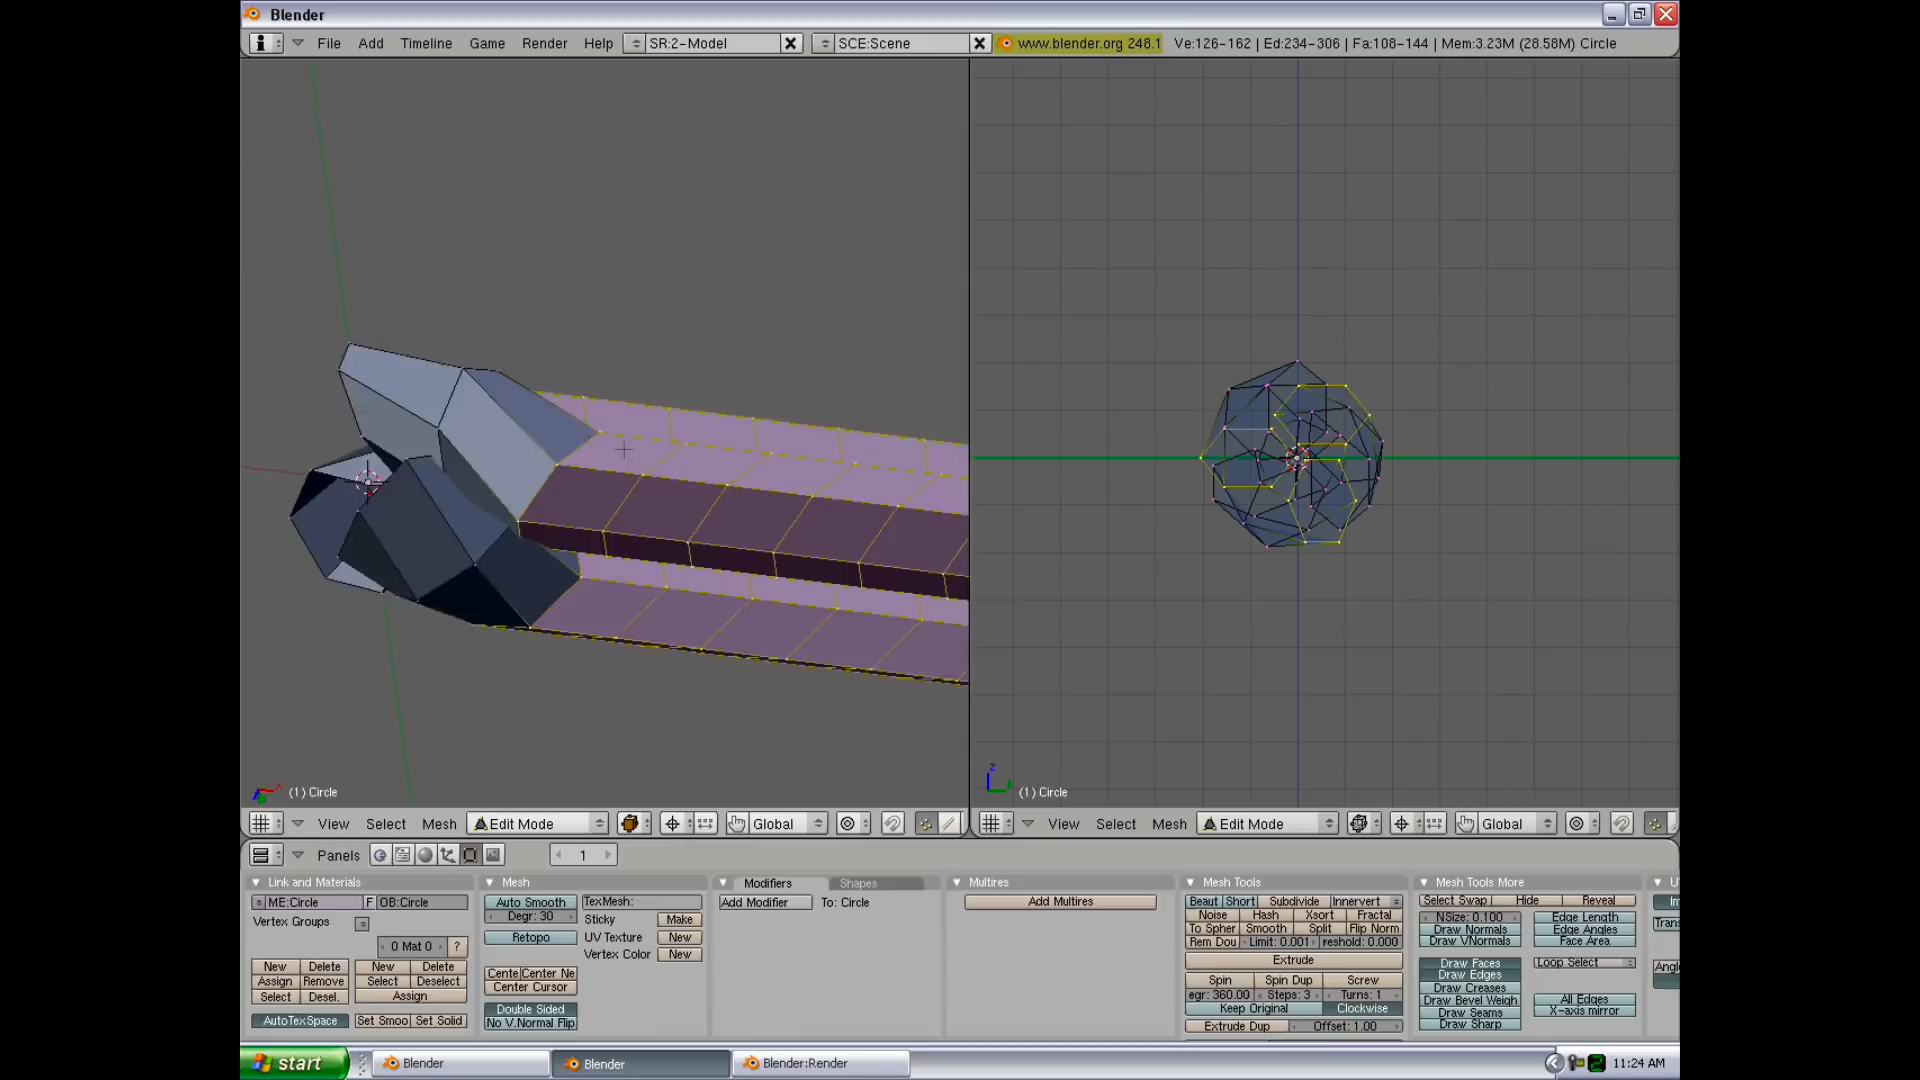 Blender
File Add Timeline Game Render Help SR:2-Model SCE:Scene www.blender.org 248.1 Ve:126-162 | Ed:234-306 | Fa:108-144 | Mem:3.23M (28.58M) Circle
(1) Circle
z
(1) Circle
View Select Mesh Edit Mode Global
View Select Mesh Edit Mode Global
Panels 1
Link and Materials
ME:Circle F OB:Circle
Vertex Groups
0 Mat 0 ?
New Delete New Delete
Assign Remove Select Deselect
Select Desel. Assign
AutoTexSpace Set Smoo Set Solid
Mesh
Auto Smooth TexMesh:
Degr: 30 Sticky Make
Retopo UV Texture New
Vertex Color New
Cente Center Ne
Center Cursor
Double Sided
No V.Normal Flip
Modifiers Shapes
Add Modifier To: Circle
Multires
Add Multires
Mesh Tools
Beaut Short Subdivide Innervert
Noise Hash Xsort Fractal
To Spher Smooth Split Flip Norm
Rem Dou Limit: 0.001 reshold: 0.000
Extrude
Spin Spin Dup Screw
egr: 360.00 Steps: 3 Turns: 1
Keep Original Clockwise
Extrude Dup Offset: 1.00
Mesh Tools More
Select Swap Hide Reveal
NSize: 0.100 Edge Length
Draw Normals Edge Angles
Draw VNormals Face Area
Draw Faces Loop Select
Draw Edges
Draw Creases
Draw Bevel Weigh All Edges
Draw Seams X-axis mirror
Draw Sharp
Trans
Angl
start Blender Blender Blender:Render 11:24 AM